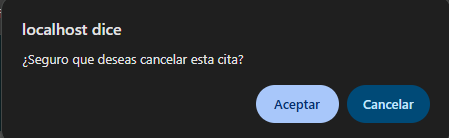 localhost dice
¿Seguro que deseas cancelar esta cita?
Aceptar
Cancelar